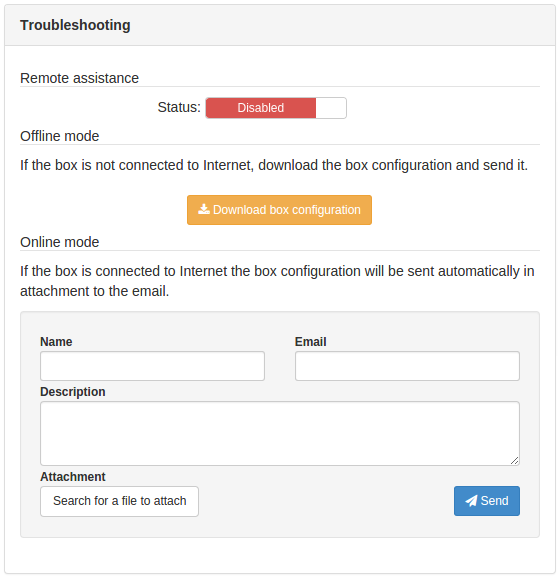 Troubleshooting
Remote assistance
Status: Disabled
Offline mode
If the box is not connected to Internet, download the box configuration and send it.
Download box configuration
Online mode
If the box is connected to Internet the box configuration will be sent automatically in
attachment to the email.
Name Email
Description
Attachment
Search for a file to attach Send